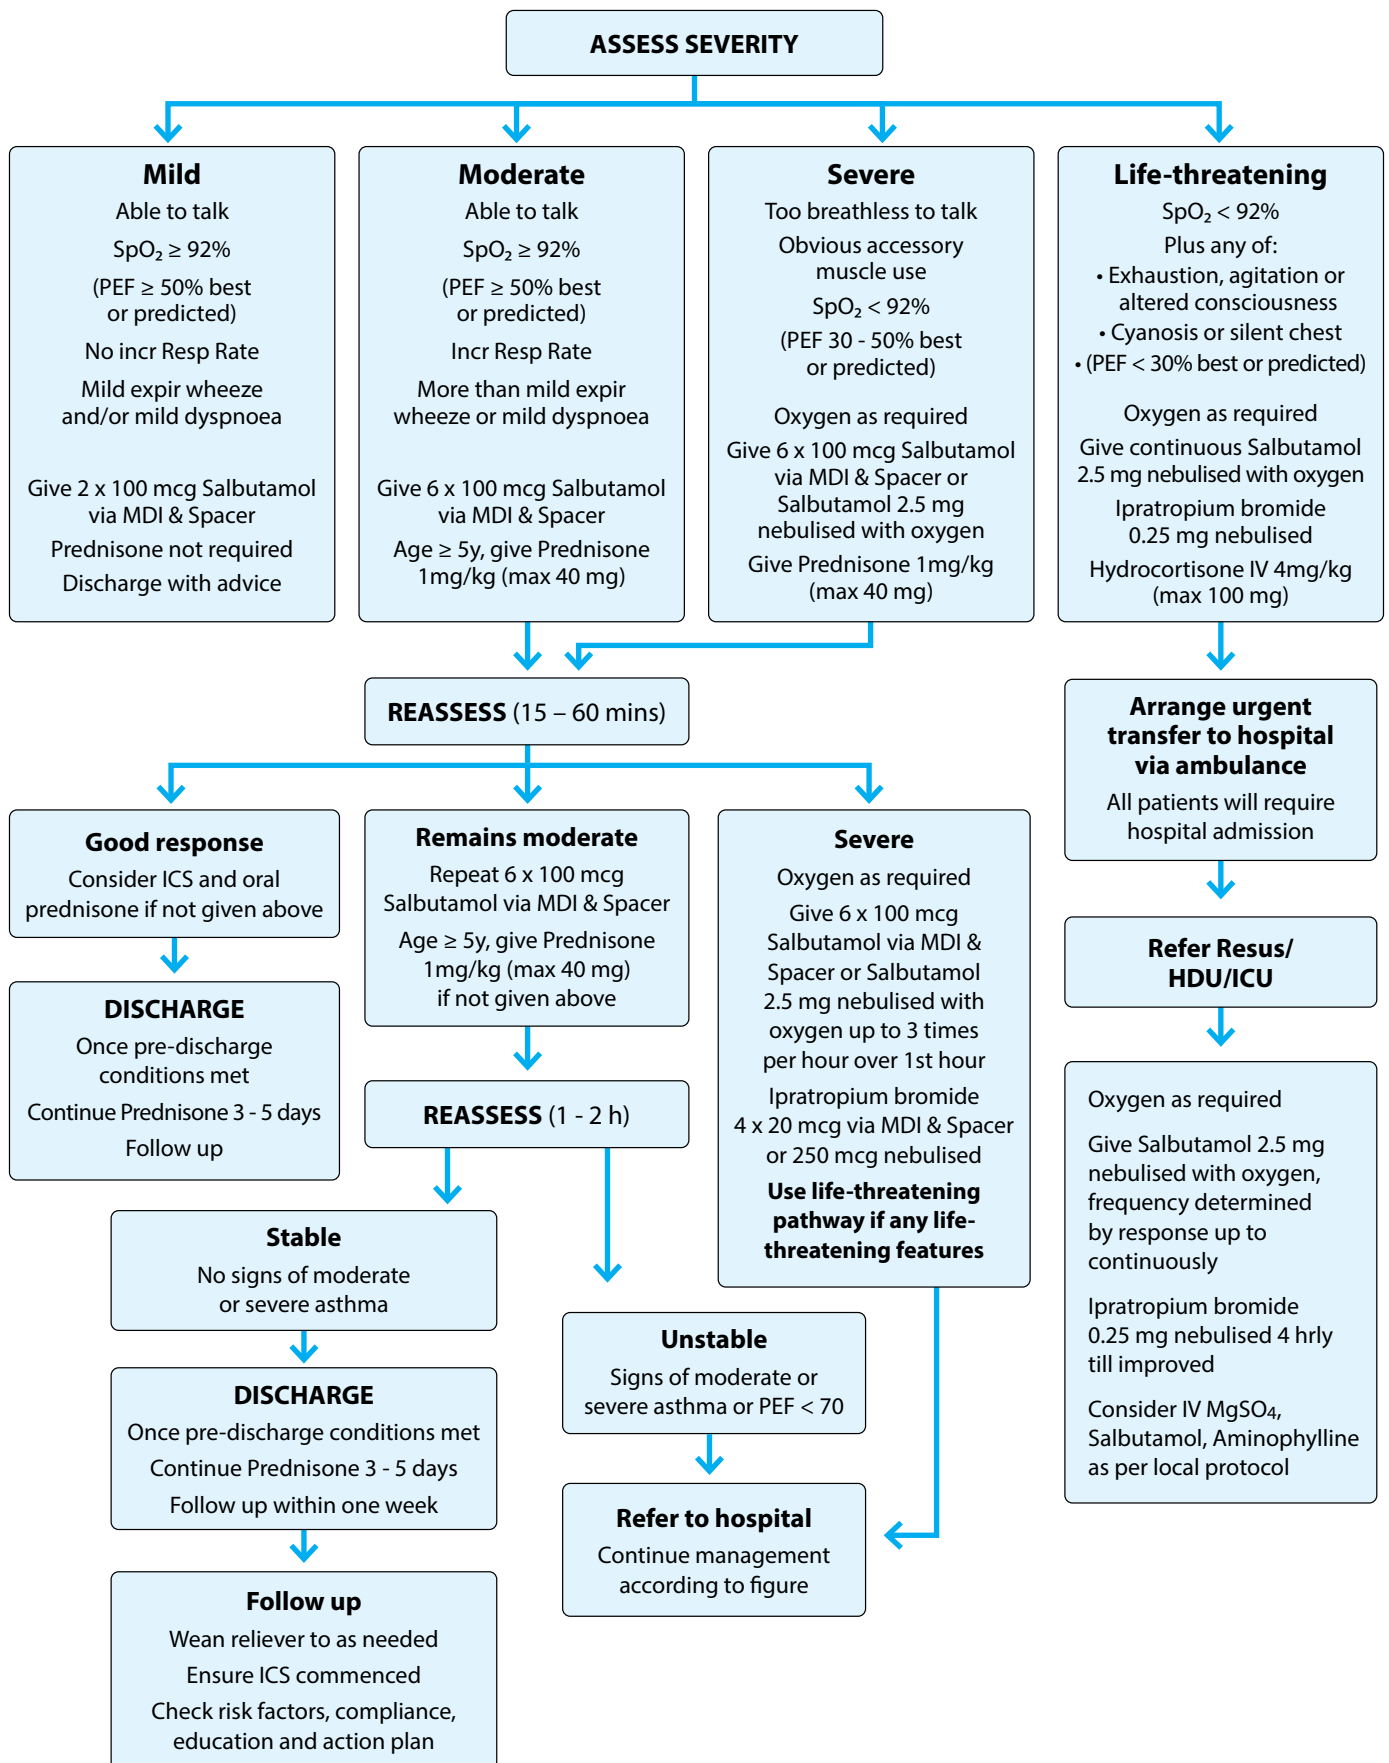 ASSESS SEVERITY
Mild
Able to talk
SpO₂ ≥ 92%
(PEF ≥ 50% best
or predicted)
No incr Resp Rate
Mild expir wheeze
and/or mild dyspnoea
Give 2 x 100 mcg Salbutamol
via MDI & Spacer
Prednisone not required
Discharge with advice
Moderate
Able to talk
SpO₂ ≥ 92%
(PEF ≥ 50% best
or predicted)
Incr Resp Rate
More than mild expir
wheeze or mild dyspnoea
Give 6 x 100 mcg Salbutamol
via MDI & Spacer
Age ≥ 5y, give Prednisone
1mg/kg (max 40 mg)
Severe
Too breathless to talk
Obvious accessory
muscle use
SpO₂ < 92%
(PEF 30 - 50% best
or predicted)
Oxygen as required
Give 6 x 100 mcg Salbutamol
via MDI & Spacer or
Salbutamol 2.5 mg
nebulised with oxygen
Give Prednisone 1mg/kg
(max 40 mg)
Life-threatening
SpO₂ < 92%
Plus any of:
• Exhaustion, agitation or
altered consciousness
• Cyanosis or silent chest
• (PEF < 30% best or predicted)
Oxygen as required
Give continuous Salbutamol
2.5 mg nebulised with oxygen
Ipratropium bromide
0.25 mg nebulised
Hydrocortisone IV 4mg/kg
(max 100 mg)
REASSESS (15 – 60 mins)
Arrange urgent
transfer to hospital
via ambulance
All patients will require
hospital admission
Good response
Consider ICS and oral
prednisone if not given above
Remains moderate
Repeat 6 x 100 mcg
Salbutamol via MDI & Spacer
Age ≥ 5y, give Prednisone
1mg/kg (max 40 mg)
if not given above
Severe
Oxygen as required
Give 6 x 100 mcg
Salbutamol via MDI &
Spacer or Salbutamol
2.5 mg nebulised with
oxygen up to 3 times
per hour over 1st hour
Ipratropium bromide
4 x 20 mcg via MDI & Spacer
or 250 mcg nebulised
Use life-threatening
pathway if any life-
threatening features
Refer Resus/
HDU/ICU
DISCHARGE
Once pre-discharge
conditions met
Continue Prednisone 3 - 5 days
Follow up
REASSESS (1 - 2 h)
Oxygen as required
Give Salbutamol 2.5 mg
nebulised with oxygen,
frequency determined
by response up to
continuously
Ipratropium bromide
0.25 mg nebulised 4 hrly
till improved
Consider IV MgSO₄,
Salbutamol, Aminophylline
as per local protocol
Stable
No signs of moderate
or severe asthma
Unstable
Signs of moderate or
severe asthma or PEF < 70
DISCHARGE
Once pre-discharge conditions met
Continue Prednisone 3 - 5 days
Follow up within one week
Refer to hospital
Continue management
according to figure
Follow up
Wean reliever to as needed
Ensure ICS commenced
Check risk factors, compliance,
education and action plan